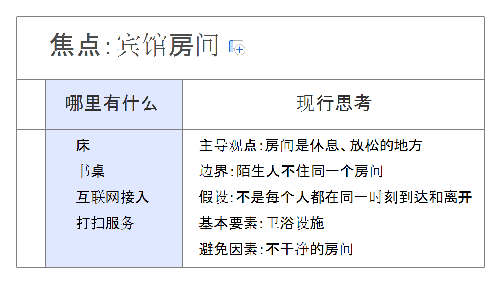 焦点：宾馆房间
哪里有什么 现行思考
床 主导观点：房间是休息、放松的地方
书桌 边界：陌生人不住同一个房间
互联网接入 假设：不是每个人都在同一时刻到达和离开
打扫服务 基本要素：卫浴设施
避免因素：不干净的房间